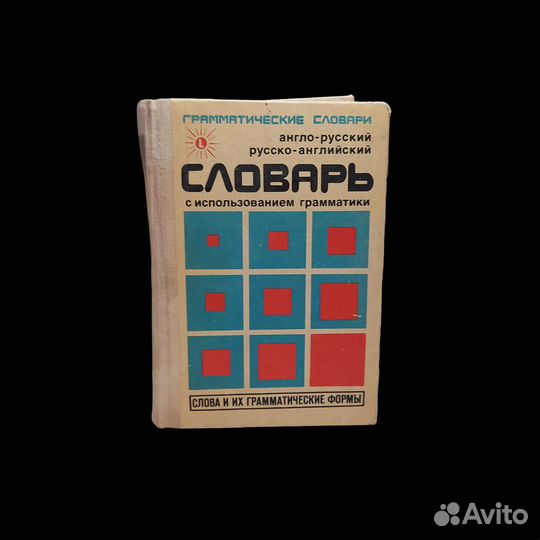 ГРАММАТИЧЕСКИЕ СЛОВАРИ
L
англо-русский
русско-английский
СЛОВАРЬ
с использованием грамматики
СЛОВА И ИХ ГРАММАТИЧЕСКИЕ ФОРМЫ
Avito